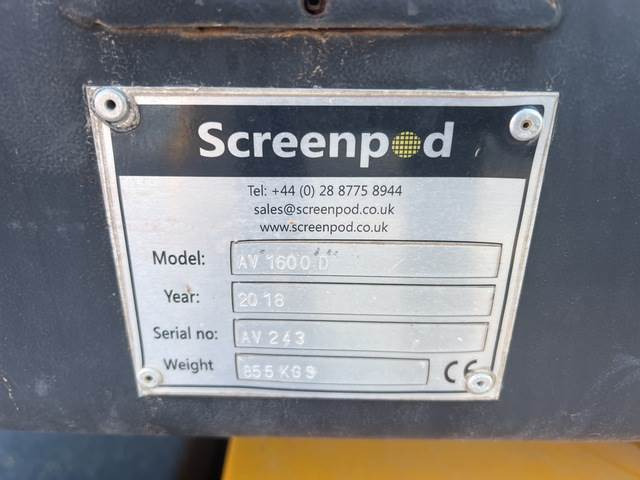 Screenpod
Tel: +44 (0) 28 8775 8944
sales@screenpod.co.uk
www.screenpod.co.uk
Model: AV 1600 D
Year: 2018
Serial no: AV 243
Weight 855 KGS
CE